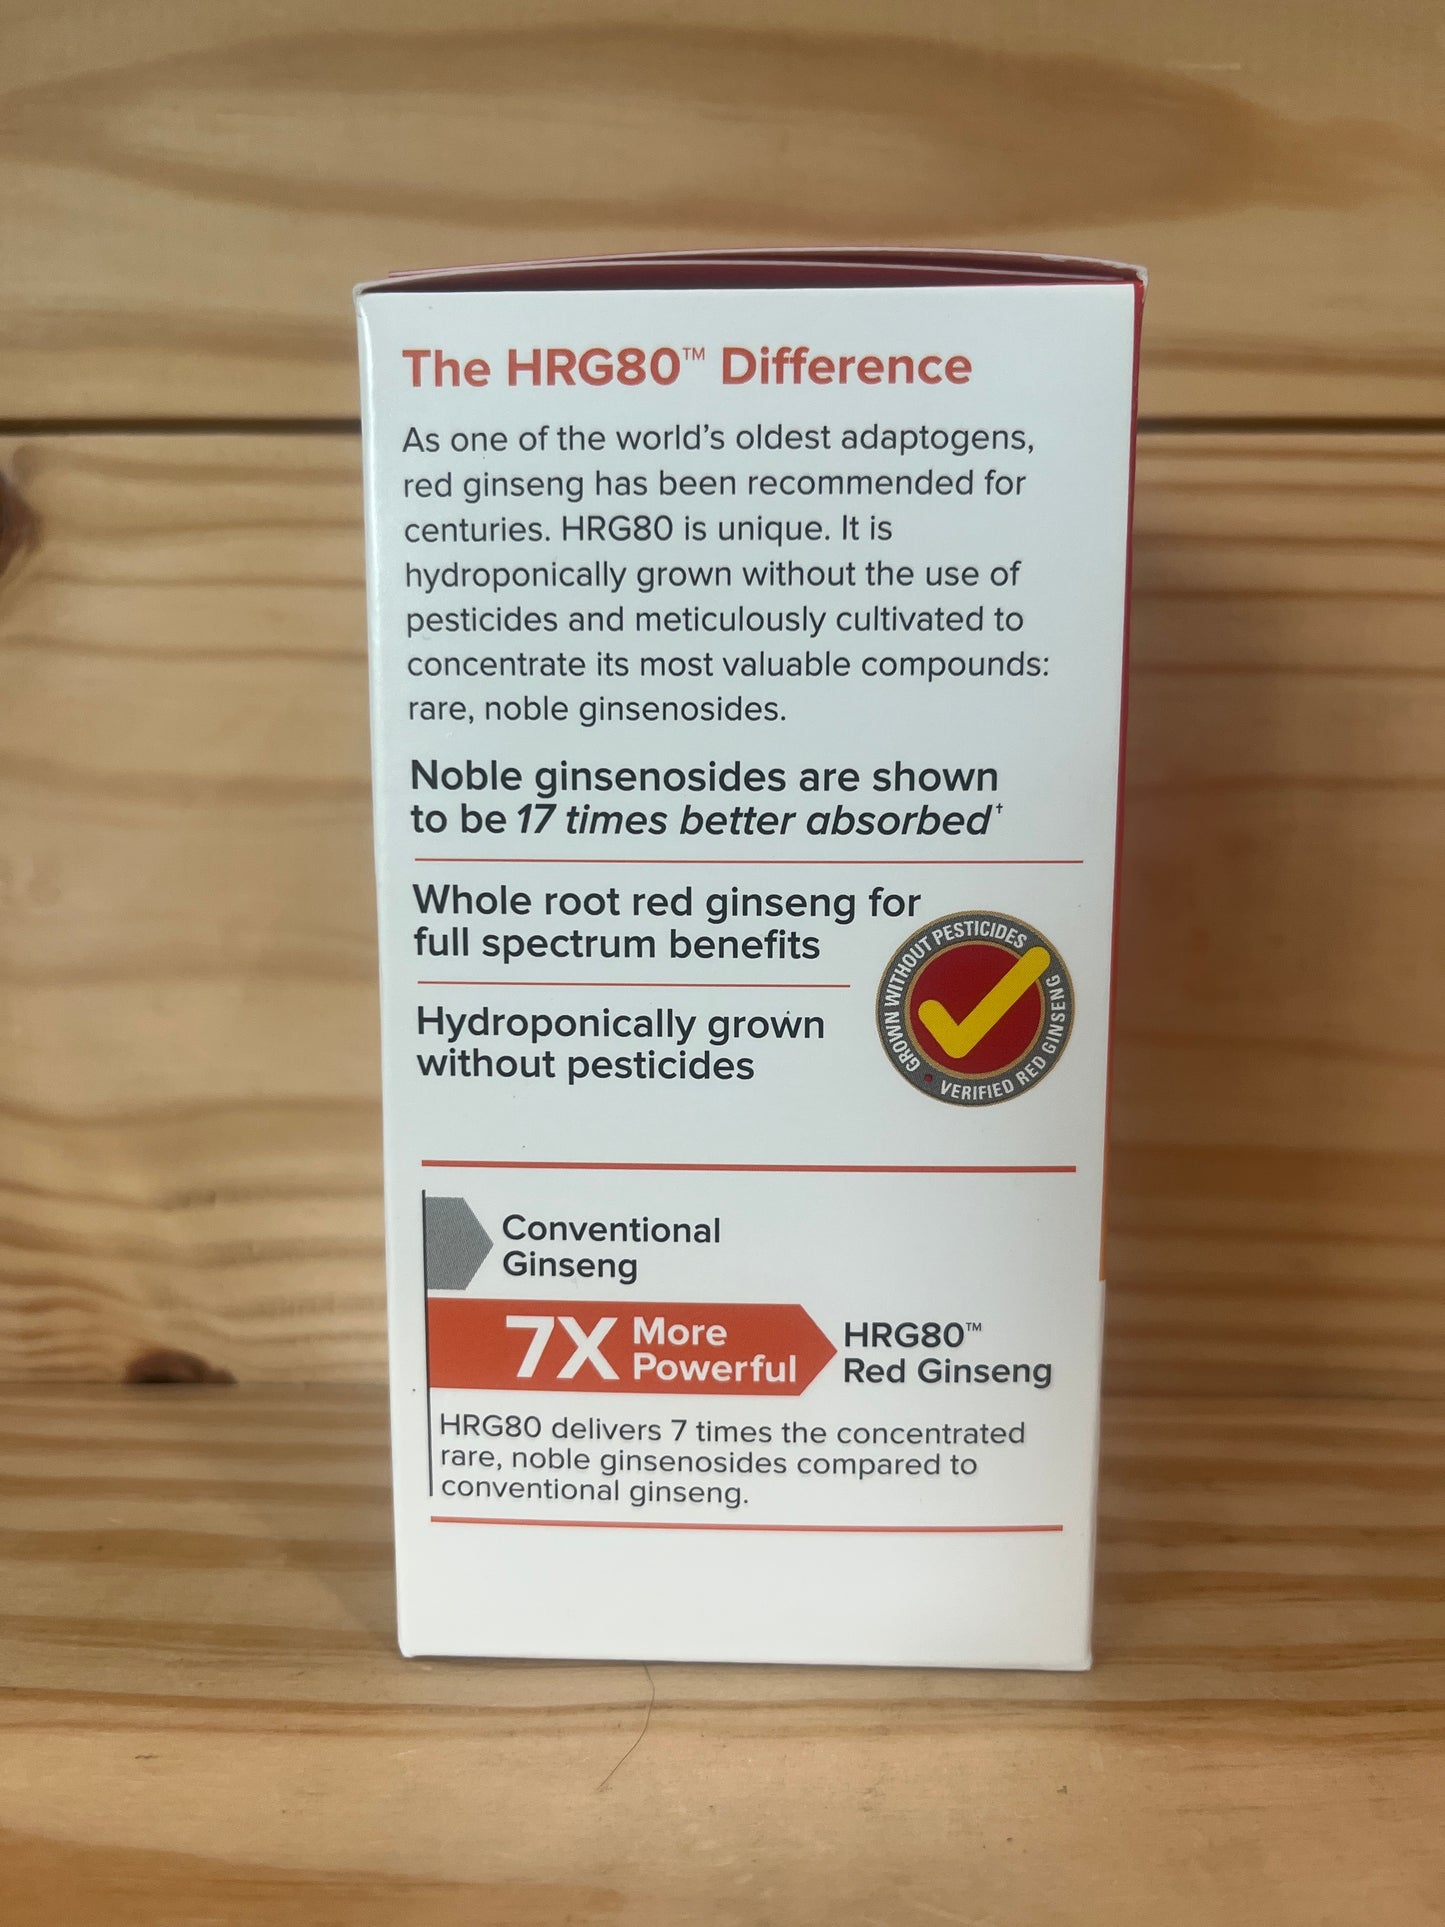 The HRG80™ Difference
As one of the world's oldest adaptogens,
red ginseng has been recommended for
centuries. HRG80 is unique. It is
hydroponically grown without the use of
pesticides and meticulously cultivated to
concentrate its most valuable compounds:
rare, noble ginsenosides.
Noble ginsenosides are shown
to be 17 times better absorbed†
Whole root red ginseng for
full spectrum benefits
Hydroponically grown
without pesticides
GROWN WITHOUT PESTICIDES
VERIFIED RED GINSENG
Conventional
Ginseng
7X More
Powerful
HRG80™
Red Ginseng
HRG80 delivers 7 times the concentrated
rare, noble ginsenosides compared to
conventional ginseng.